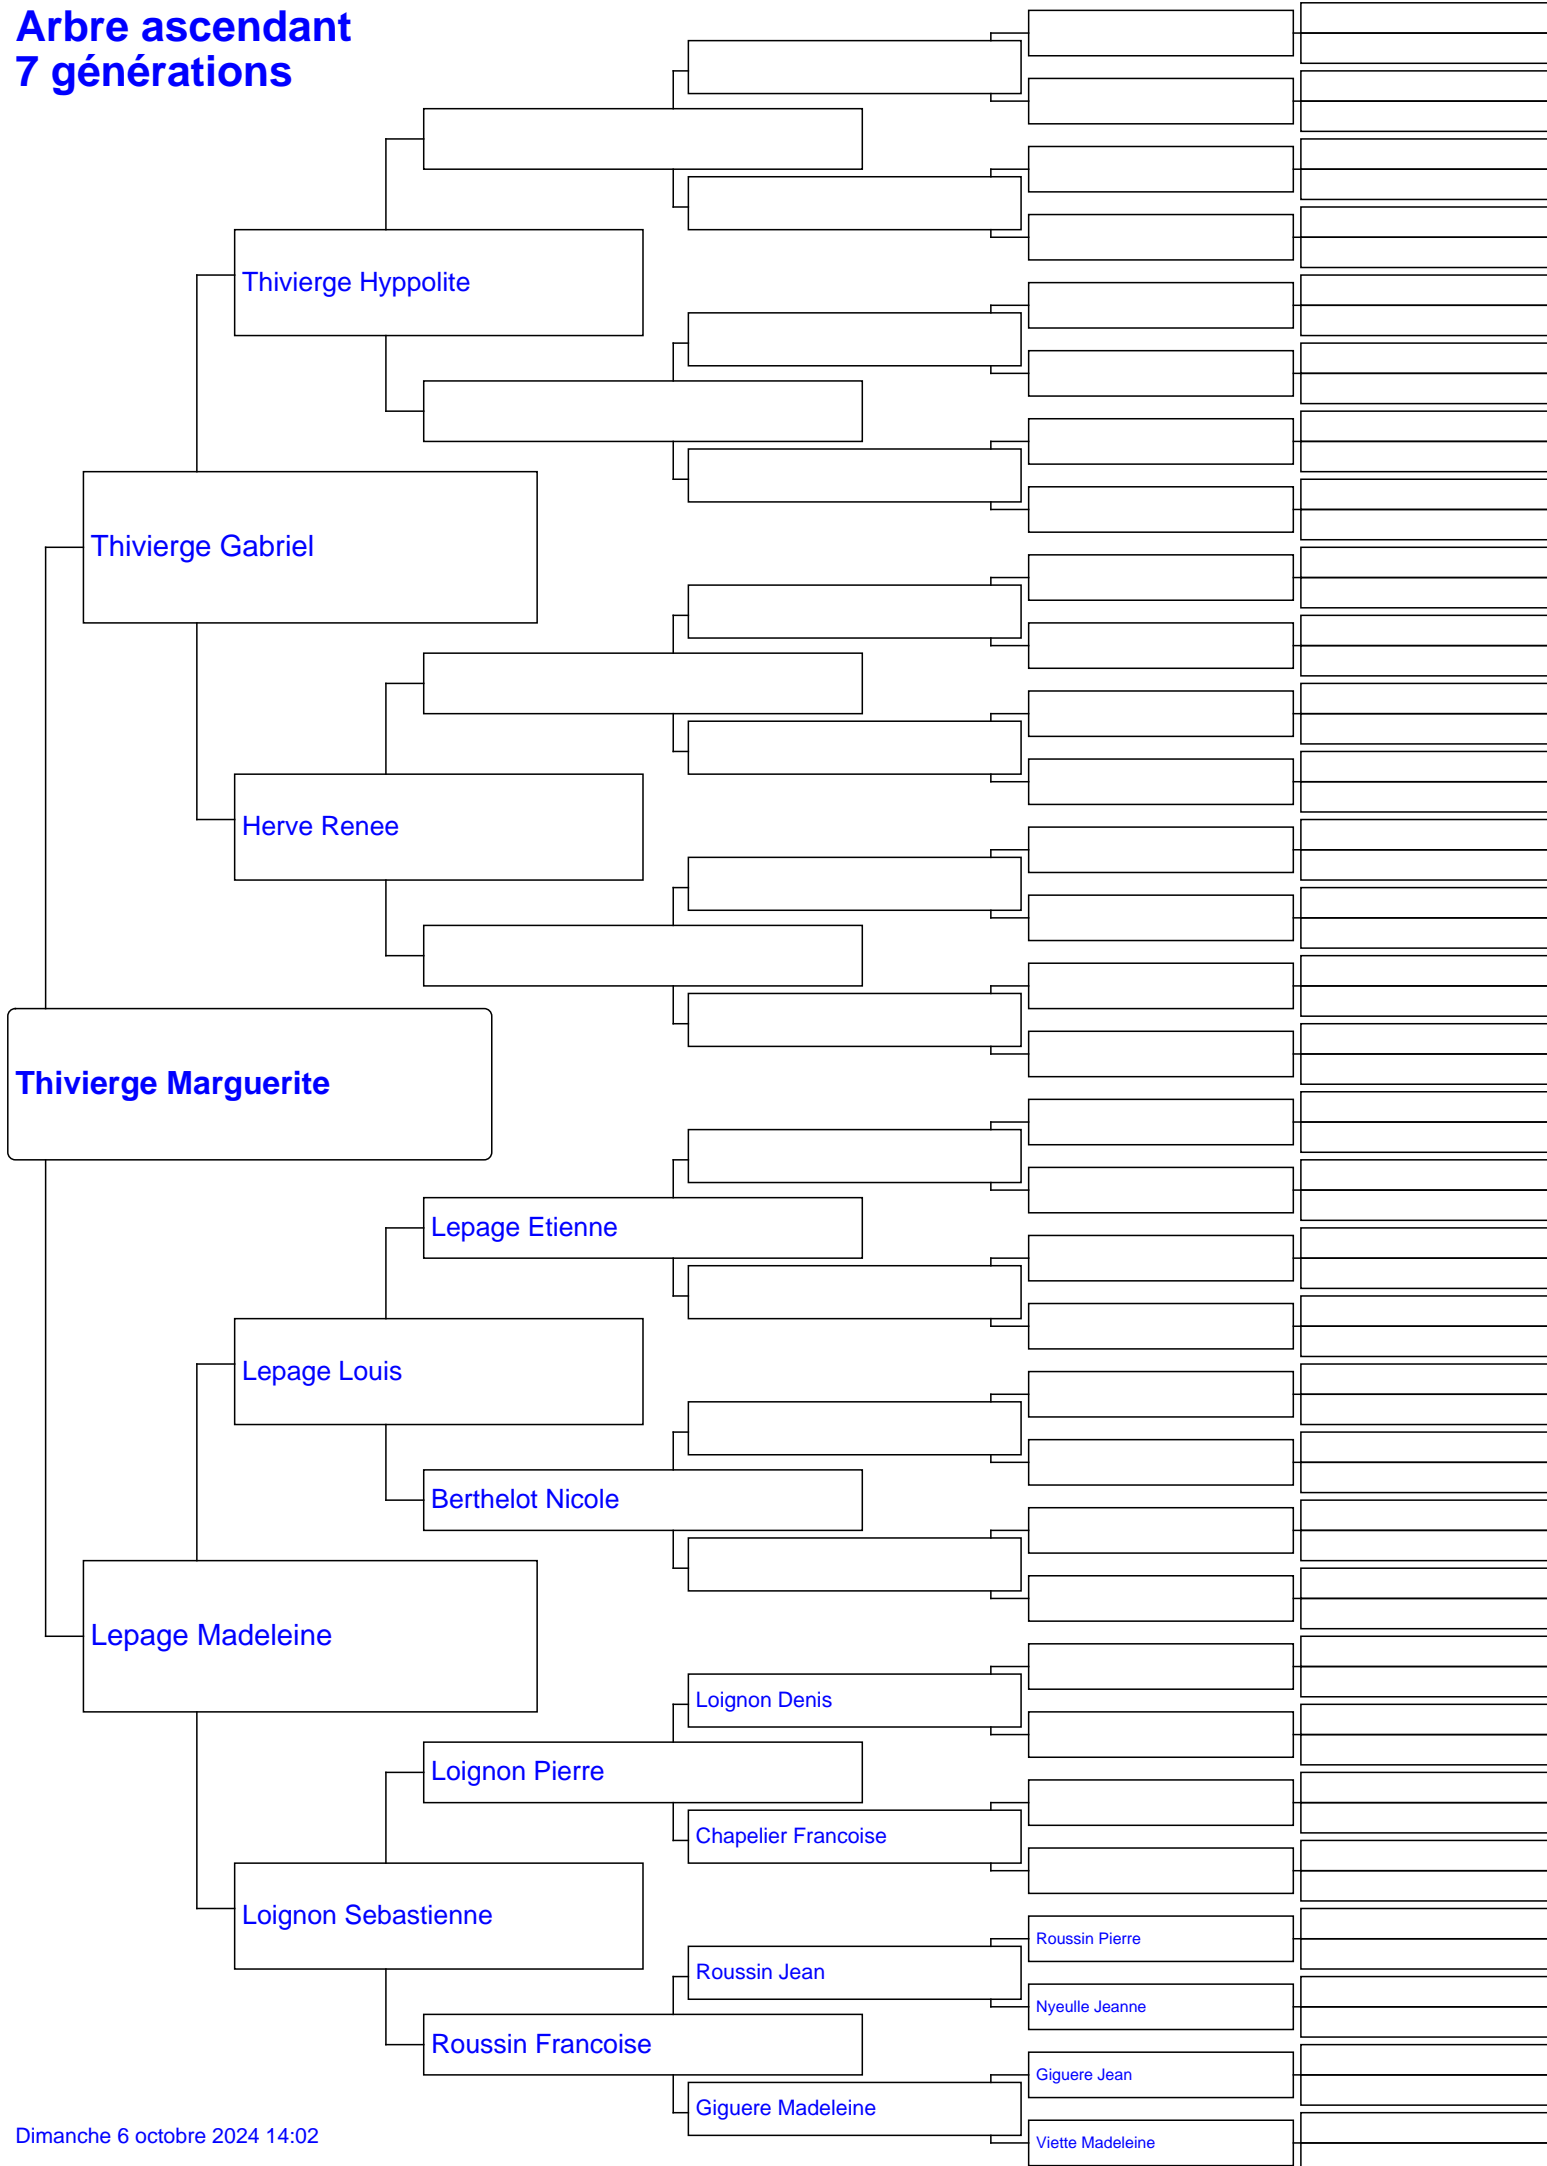 Arbre ascendant
7 générations
Thivierge Hyppolite
Thivierge Gabriel
Herve Renee
Thivierge Marguerite
Lepage Etienne
Lepage Louis
Berthelot Nicole
Lepage Madeleine
Loignon Denis
Loignon Pierre
Chapelier Francoise
Loignon Sebastienne
Roussin Pierre
Roussin Jean
Nyeulle Jeanne
Roussin Francoise
Giguere Jean
Giguere Madeleine
Viette Madeleine
Dimanche 6 octobre 2024 14:02